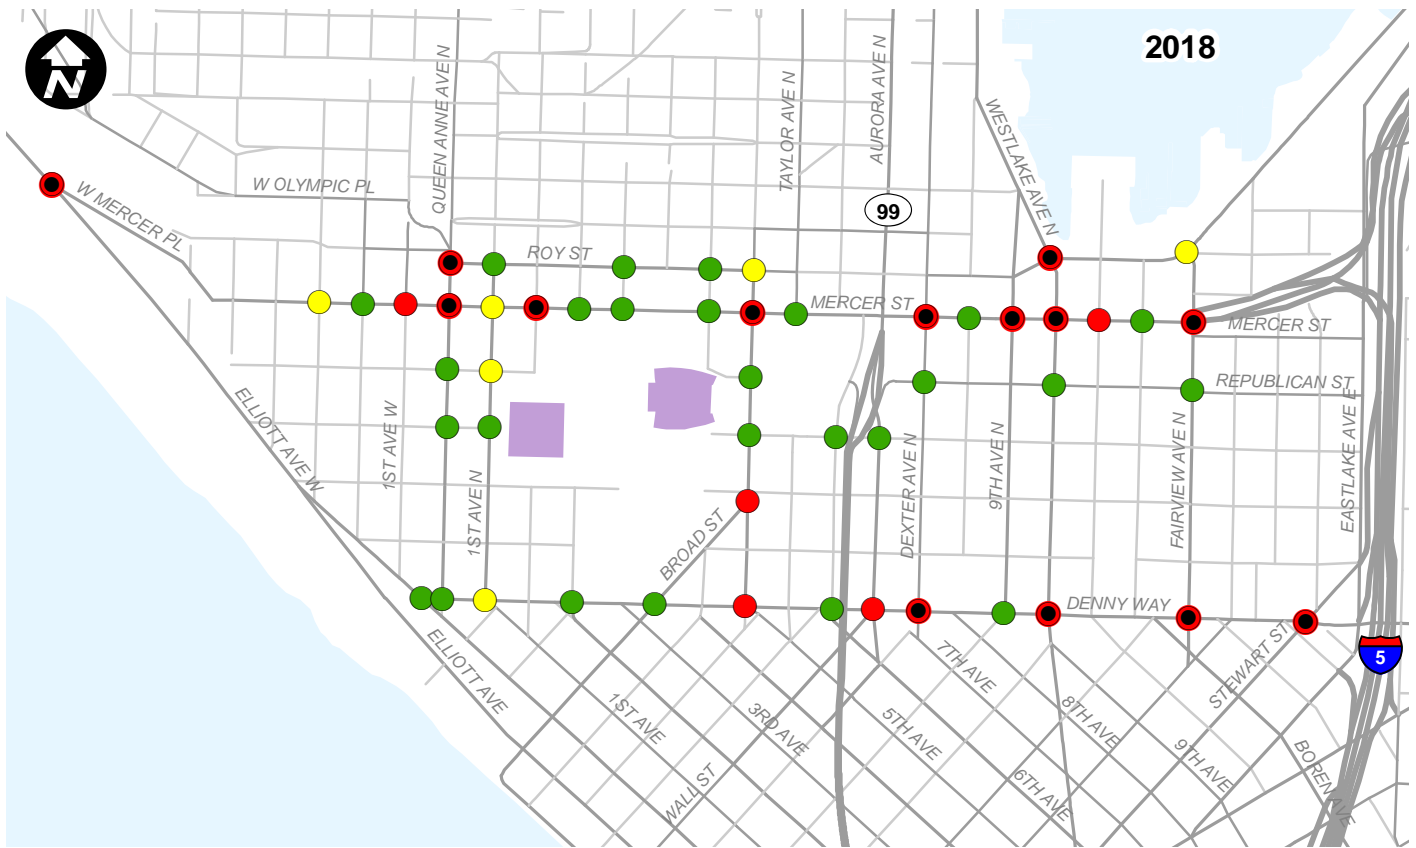 2018
N
QUEEN ANNE AVE N
TAYLOR AVE N
AURORA AVE N
WESTLAKE AVE N
W OLYMPIC PL
W MERCER PL
99
ROY ST
MERCER ST
MERCER ST
REPUBLICAN ST
ELLIOTT AVE W
1ST AVE W
1ST AVE N
BROAD ST
DEXTER AVE N
9TH AVE N
FAIRVIEW AVE N
EASTLAKE AVE E
DENNY WAY
ELLIOTT AVE
1ST AVE
3RD AVE
5TH AVE
7TH AVE
8TH AVE
6TH AVE
9TH AVE
STEWART ST
5
WALL ST
BOREN AVE